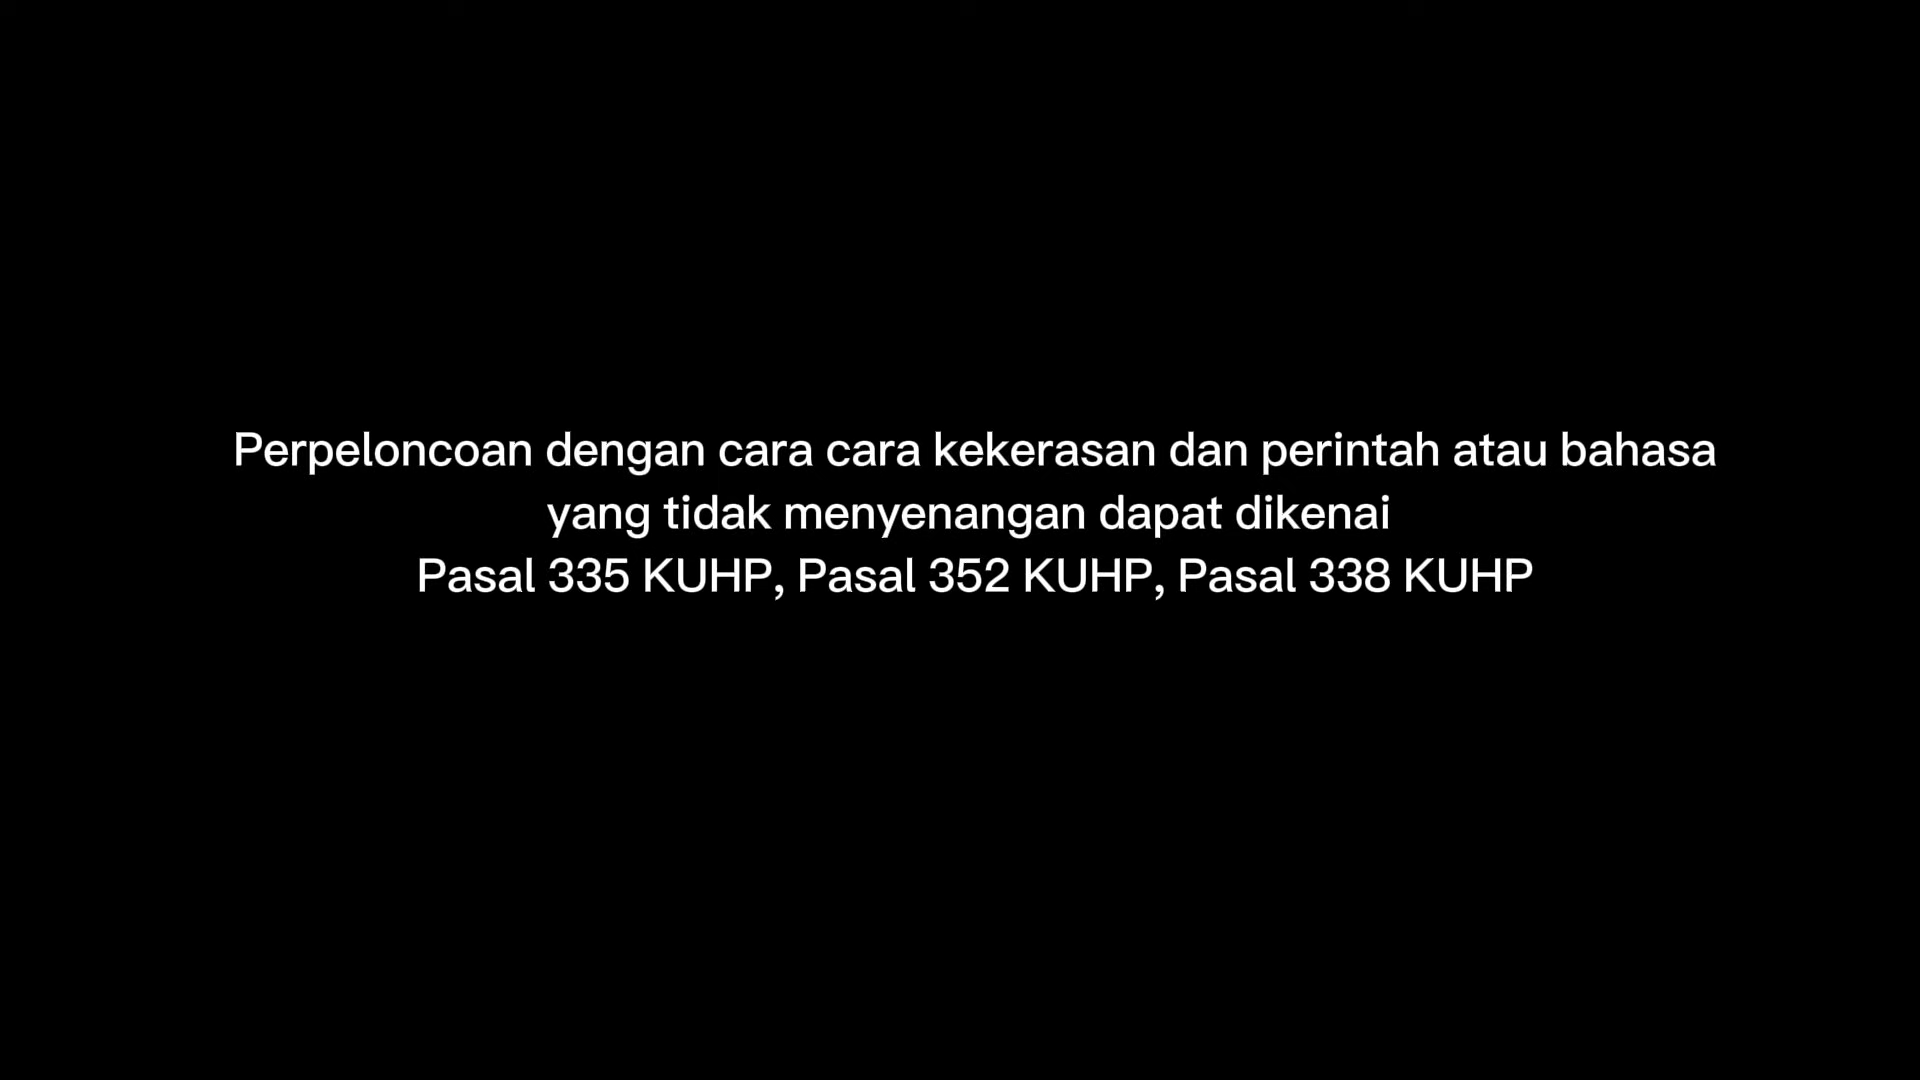 Perpeloncoan dengan cara cara kekerasan dan perintah atau bahasa
yang tidak menyenangan dapat dikenai
Pasal 335 KUHP, Pasal 352 KUHP, Pasal 338 KUHP